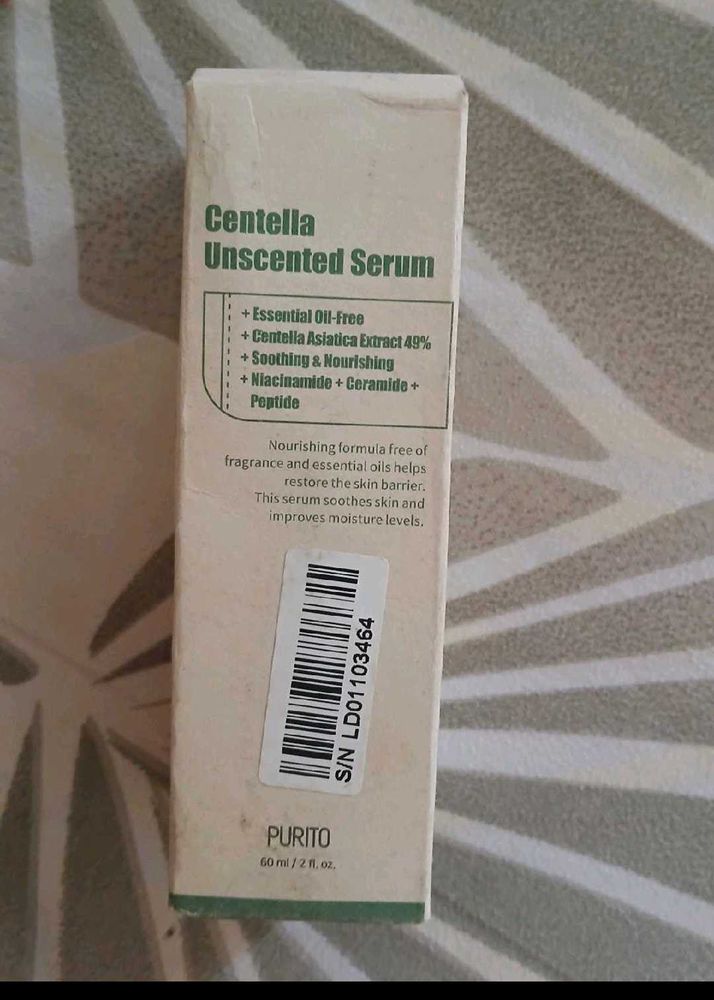 Centella
Unscented Serum
+ Essential Oil-Free
+ Centella Asiatica Extract 49%
+ Soothing & Nourishing
+ Niacinamide + Ceramide +
Peptide
Nourishing formula free of
fragrance and essential oils helps
restore the skin barrier.
This serum soothes skin and
improves moisture levels.
S/N LD01103464
PURITO
60 ml / 2 fl. oz.